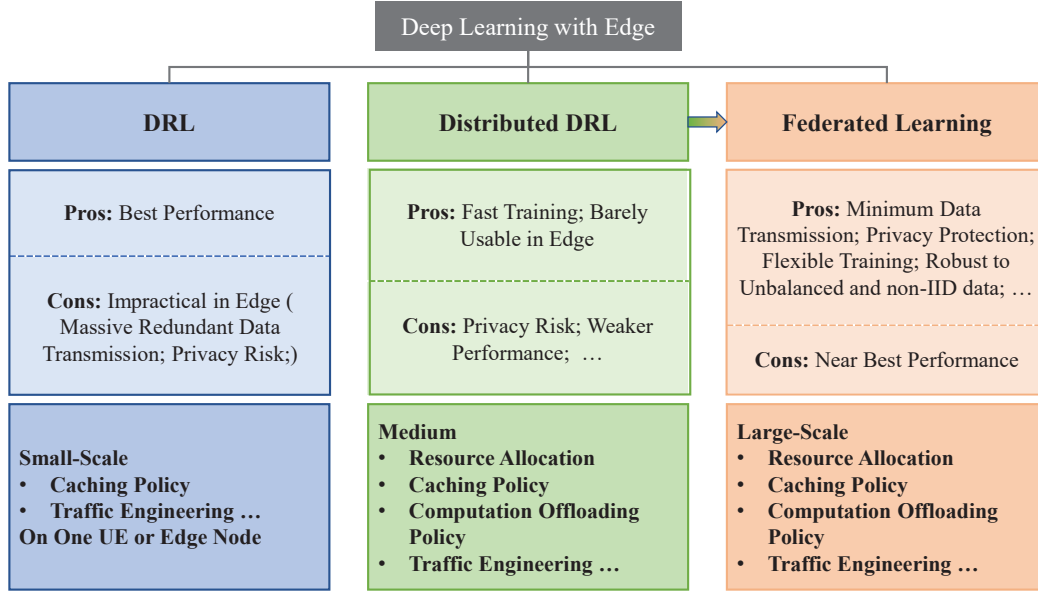 Deep Learning with Edge
DRL
Pros: Best Performance
Cons: Impractical in Edge (
Massive Redundant Data
Transmission; Privacy Risk;)
Small-Scale
• Caching Policy
• Traffic Engineering …
On One UE or Edge Node
Distributed DRL
Pros: Fast Training; Barely
Usable in Edge
Cons: Privacy Risk; Weaker
Performance; …
Medium
• Resource Allocation
• Caching Policy
• Computation Offloading
Policy
• Traffic Engineering …
Federated Learning
Pros: Minimum Data
Transmission; Privacy Protection;
Flexible Training; Robust to
Unbalanced and non-IID data; …
Cons: Near Best Performance
Large-Scale
• Resource Allocation
• Caching Policy
• Computation Offloading
Policy
• Traffic Engineering …